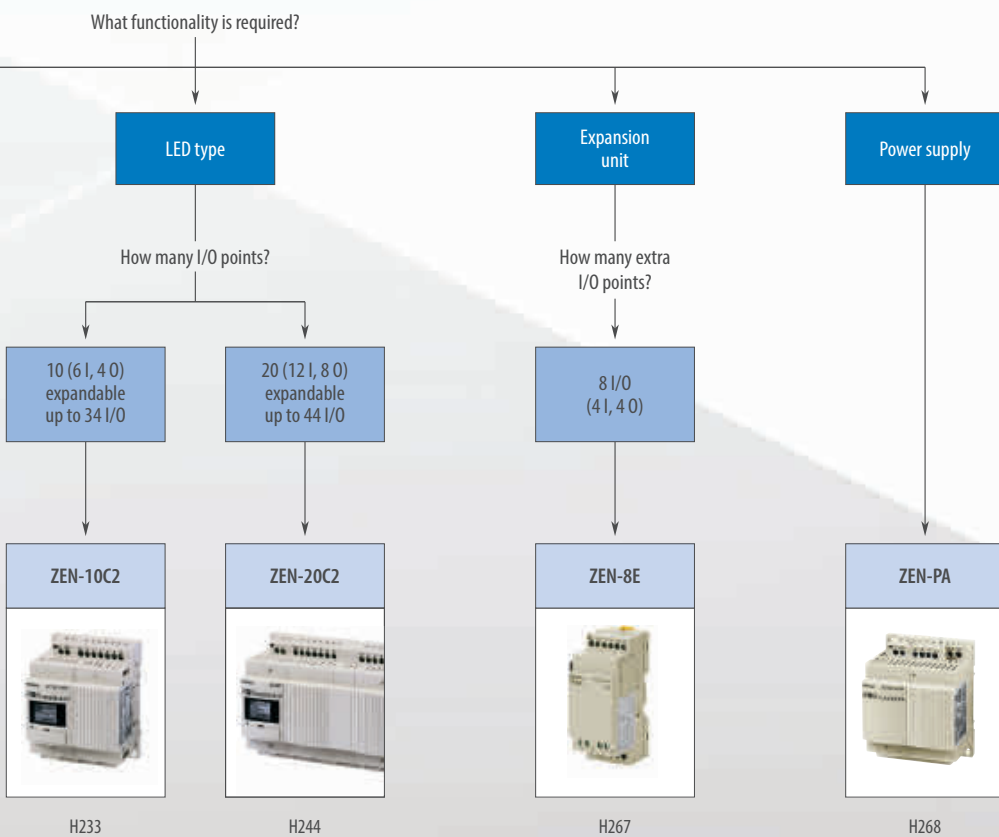 What functionality is required?
LED type
Expansion
unit
Power supply
How many I/O points?
How many extra
I/O points?
10 (6 I, 4 O)
expandable
up to 34 I/O
20 (12 I, 8 O)
expandable
up to 44 I/O
8 I/O
(4 I, 4 O)
ZEN-10C2
ZEN-20C2
ZEN-8E
ZEN-PA
H233
H244
H267
H268